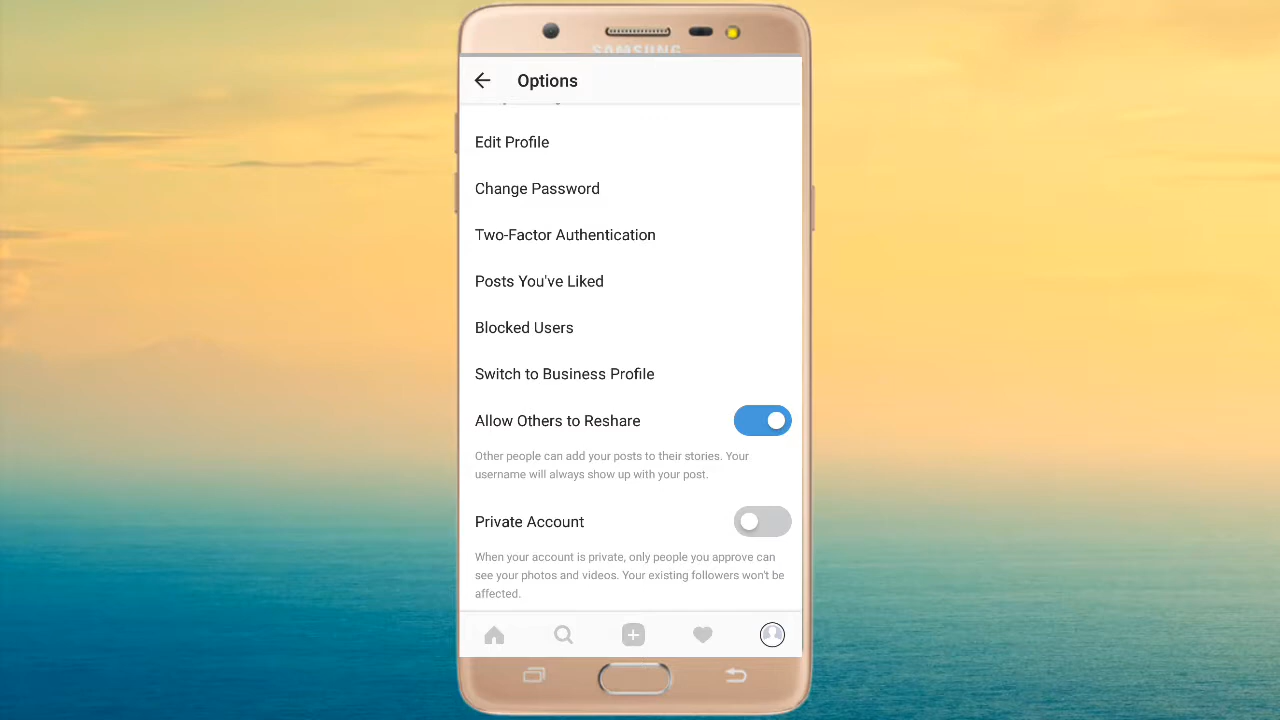 SAMSUNG
Options
Edit Profile
Change Password
Two-Factor Authentication
Posts You've Liked
Blocked Users
Switch to Business Profile
Allow Others to Reshare
Other people can add your posts to their stories. Your
username will always show up with your post.
Private Account
When your account is private, only people you approve can
see your photos and videos. Your existing followers won't be
affected.